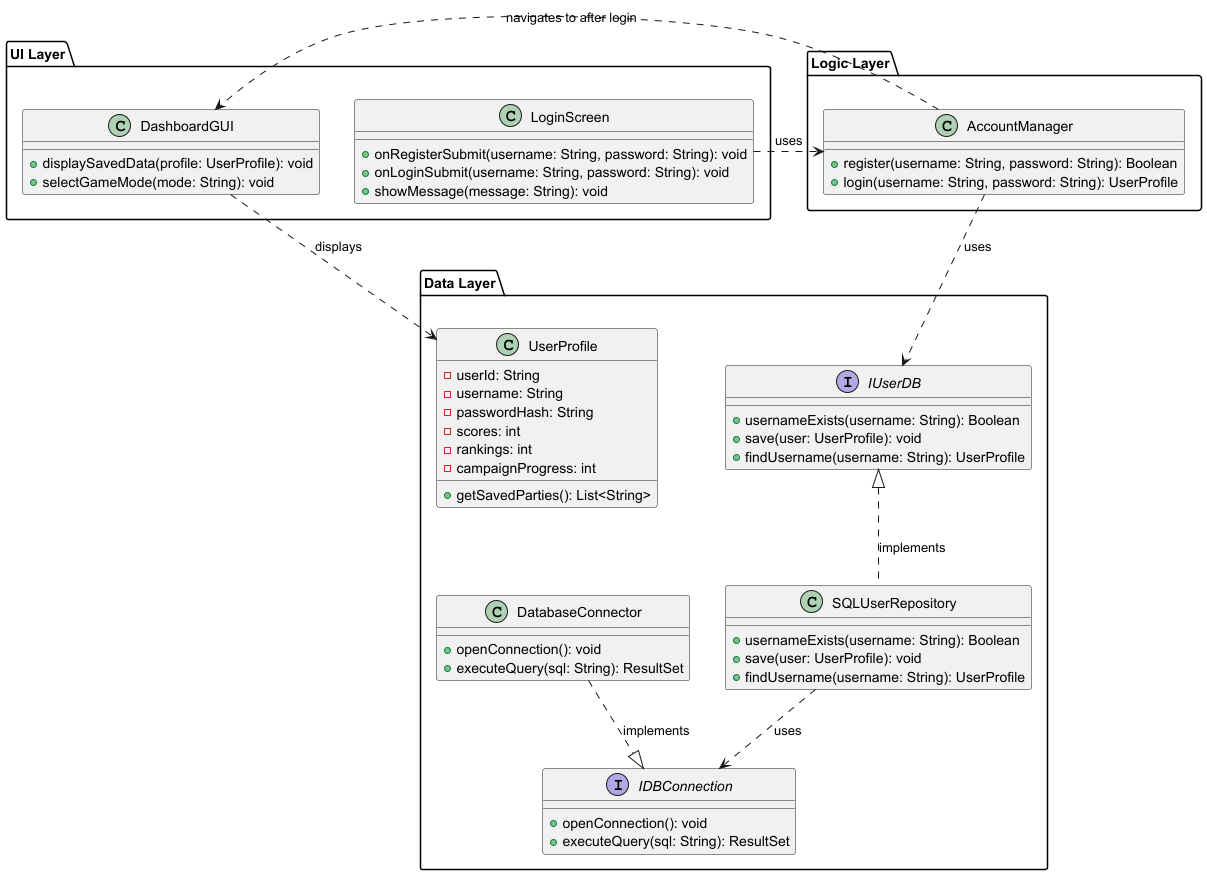 navigates to after login
UI Layer
Logic Layer
C DashboardGUI
displaySavedData(profile: UserProfile): void
selectGameMode(mode: String): void
C LoginScreen
onRegisterSubmit(username: String, password: String): void
onLoginSubmit(username: String, password: String): void
showMessage(message: String): void
uses
C AccountManager
register(username: String, password: String): Boolean
login(username: String, password: String): UserProfile
displays
uses
Data Layer
C UserProfile
userId: String
username: String
passwordHash: String
scores: int
rankings: int
campaignProgress: int
getSavedParties(): List<String>
I IUserDB
usernameExists(username: String): Boolean
save(user: UserProfile): void
findUsername(username: String): UserProfile
implements
C DatabaseConnector
openConnection(): void
executeQuery(sql: String): ResultSet
C SQLUserRepository
usernameExists(username: String): Boolean
save(user: UserProfile): void
findUsername(username: String): UserProfile
implements
uses
I IDBConnection
openConnection(): void
executeQuery(sql: String): ResultSet